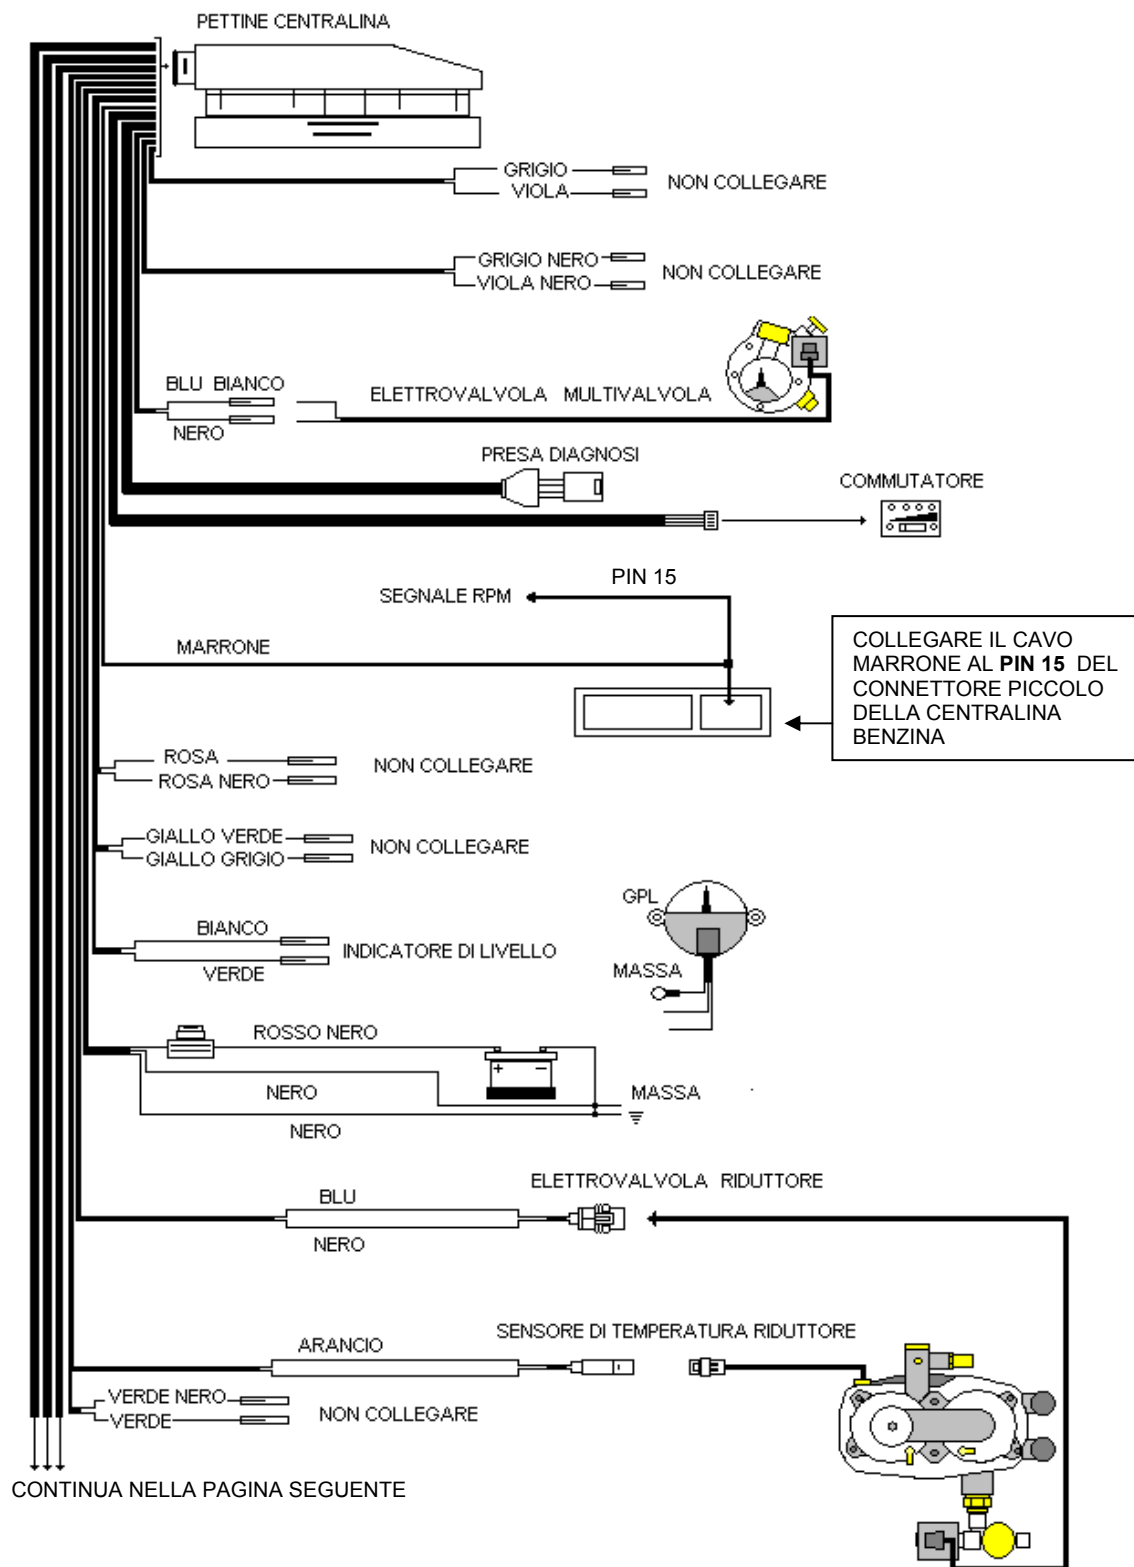 PETTINE CENTRALINA
GRIGIO
VIOLA
NON COLLEGARE
GRIGIO NERO
VIOLA NERO
NON COLLEGARE
BLU BIANCO
NERO
ELETTROVALVOLA MULTIVALVOLA
PRESA DIAGNOSI
COMMUTATORE
PIN 15
SEGNALE RPM
MARRONE
COLLEGARE IL CAVO
MARRONE AL PIN 15 DEL
CONNETTORE PICCOLO
DELLA CENTRALINA
BENZINA
ROSA
ROSA NERO
NON COLLEGARE
GIALLO VERDE
GIALLO GRIGIO
NON COLLEGARE
GPL
BIANCO
VERDE
INDICATORE DI LIVELLO
MASSA
ROSSO NERO
+ −
NERO
NERO
MASSA
ELETTROVALVOLA RIDUTTORE
BLU
NERO
SENSORE DI TEMPERATURA RIDUTTORE
ARANCIO
VERDE NERO
VERDE
NON COLLEGARE
CONTINUA NELLA PAGINA SEGUENTE